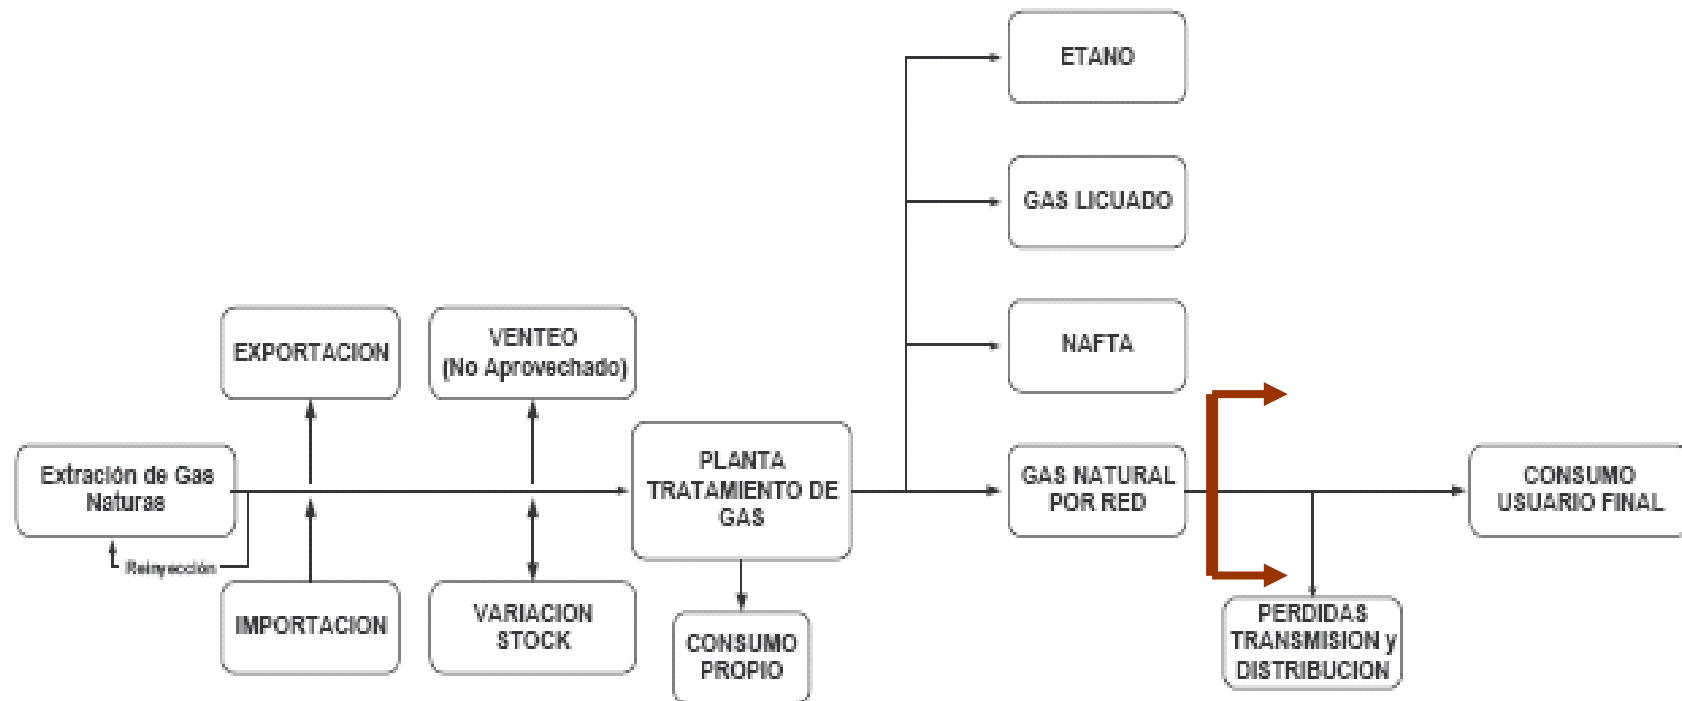 ETANO
GAS LICUADO
NAFTA
EXPORTACION
VENTEO
(No Aprovechado)
Extración de Gas
Naturas
Reinyección
IMPORTACION
VARIACION
STOCK
PLANTA
TRATAMIENTO DE
GAS
CONSUMO
PROPIO
GAS NATURAL
POR RED
CONSUMO
USUARIO FINAL
PERDIDAS
TRANSMISION y
DISTRIBUCION